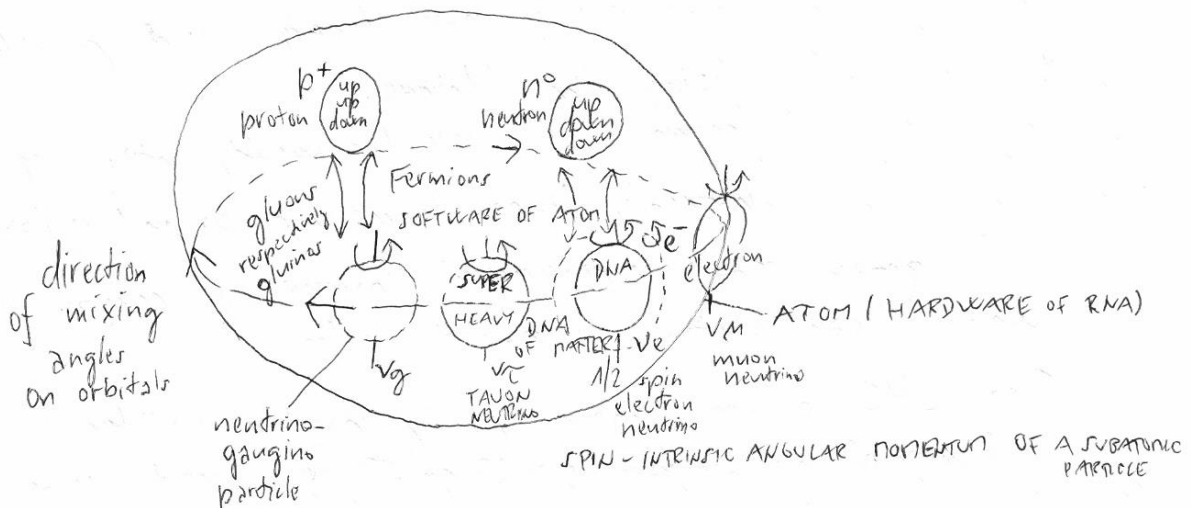 p+
proton
up
up
down
n°
neutron
up
down
down
Fermions
SOFTWARE OF ATOM
gluons
respectively
gluinos
direction
of mixing
angles
on orbitals
SUPER
HEAVY
DNA
OF
MATTER
DNA
e⁻
electron
ATOM / HARDWARE OF RNA)
νg
ντ
TAUON
NEUTRINO
νe
1/2 spin
electron
neutrino
νM
muon
neutrino
neutrino-
gaugino
particle
SPIN - INTRINSIC ANGULAR MOMENTUM OF A SUBATOMIC
PARTICLE